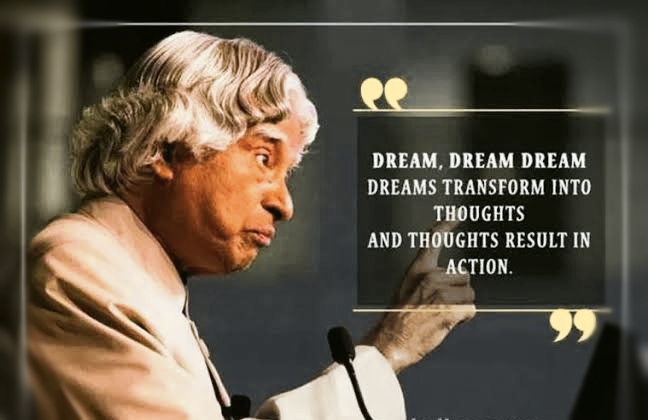 DREAM, DREAM DREAM
DREAMS TRANSFORM INTO
THOUGHTS
AND THOUGHTS RESULT IN
ACTION.